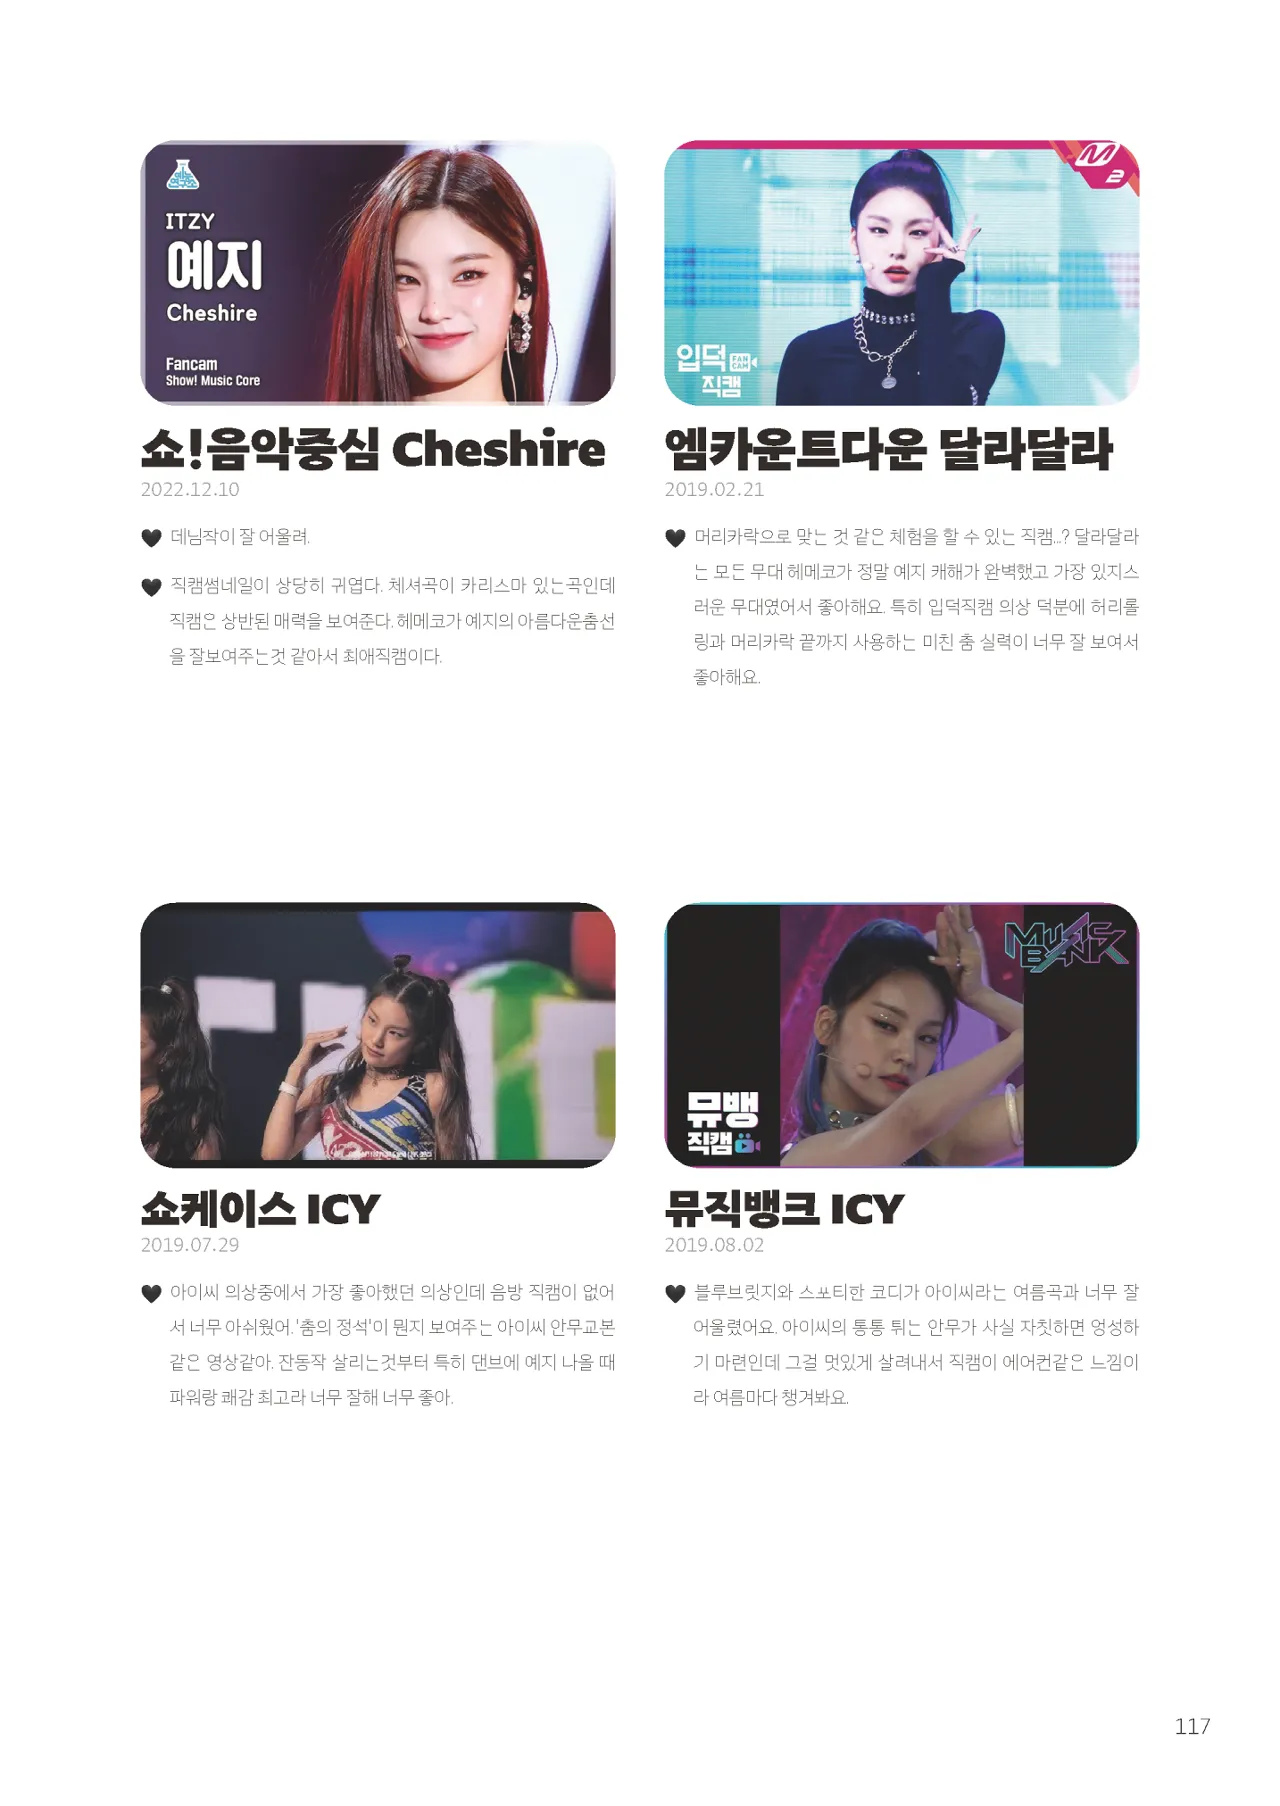 예능
연구소
ITZY
예지
Cheshire
Fancam
Show! Music Core
쇼!음악중심 Cheshire
2022.12.10
데님착이 잘 어울려.
직캠썸네일이 상당히 귀엽다. 체셔곡이 카리스마 있는곡인데
직캠은 상반된 매력을 보여준다. 헤메코가 예지의 아름다운춤선
을 잘보여주는것 같아서 최애직캠이다.
M2
입덕
FAN
CAM
직캠
엠카운트다운 달라달라
2019.02.21
머리카락으로 맞는 것 같은 체험을 할 수 있는 직캠...? 달라달라
는 모든 무대 헤메코가 정말 예지 캐해가 완벽했고 가장 있지스
러운 무대였어서 좋아해요. 특히 입덕직캠 의상 덕분에 허리롤
링과 머리카락 끝까지 사용하는 미친 춤 실력이 너무 잘 보여서
좋아해요.
쇼케이스 ICY
2019.07.29
아이씨 의상중에서 가장 좋아했던 의상인데 음방 직캠이 없어
서 너무 아쉬웠어. '춤의 정석'이 뭔지 보여주는 아이씨 안무교본
같은 영상같아. 잔동작 살리는것부터 특히 댄브에 예지 나올 때
파워랑 쾌감 최고라 너무 잘해 너무 좋아.
MUSIC
BANK
뮤뱅
직캠
뮤직뱅크 ICY
2019.08.02
블루브릿지와 스포티한 코디가 아이씨라는 여름곡과 너무 잘
어울렸어요. 아이씨의 통통 튀는 안무가 사실 자칫하면 엉성하
기 마련인데 그걸 멋있게 살려내서 직캠이 에어컨같은 느낌이
라 여름마다 챙겨봐요.
117